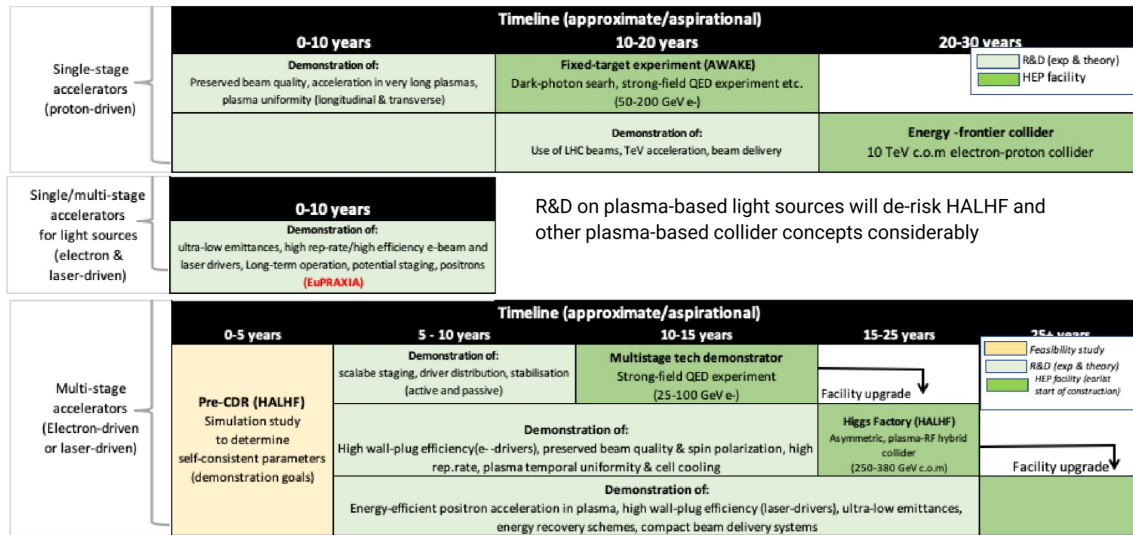 Timeline (approximate/aspirational)
0-10 years
10-20 years
20-30 years
R&D (exp & theory)
HEP facility
Single-stage
accelerators
(proton-driven)
Demonstration of:
Preserved beam quality, acceleration in very long plasmas,
plasma uniformity (longitudinal & transverse)
Fixed-target experiment (AWAKE)
Dark-photon searh, strong-field QED experiment etc.
(50-200 GeV e-)
Demonstration of:
Use of LHC beams, TeV acceleration, beam delivery
Energy -frontier collider
10 TeV c.o.m electron-proton collider
Single/multi-stage
accelerators
for light sources
(electron &
laser-driven)
0-10 years
Demonstration of:
ultra-low emittances, high rep-rate/high efficiency e-beam and
laser drivers, Long-term operation, potential staging, positrons
(EuPRAXIA)
R&D on plasma-based light sources will de-risk HALHF and
other plasma-based collider concepts considerably
Timeline (approximate/aspirational)
0-5 years
5 - 10 years
10-15 years
15-25 years
25+ years
Feasibility study
R&D (exp & theory)
HEP facility (earlist
start of construction)
Multi-stage
accelerators
(Electron-driven
or laser-driven)
Pre-CDR (HALHF)
Simulation study
to determine
self-consistent parameters
(demonstration goals)
Demonstration of:
scalabe staging, driver distribution, stabilisation
(active and passive)
Multistage tech demonstrator
Strong-field QED experiment
(25-100 GeV e-)
Facility upgrade
Demonstration of:
High wall-plug efficiency(e- -drivers), preserved beam quality & spin polarization, high
rep.rate, plasma temporal uniformity & cell cooling
Higgs Factory (HALHF)
Asymmetric, plasma-RF hybrid
collider
(250-380 GeV c.o.m)
Facility upgrade
Demonstration of:
Energy-efficient positron acceleration in plasma, high wall-plug efficiency (laser-drivers), ultra-low emittances,
energy recovery schemes, compact beam delivery systems